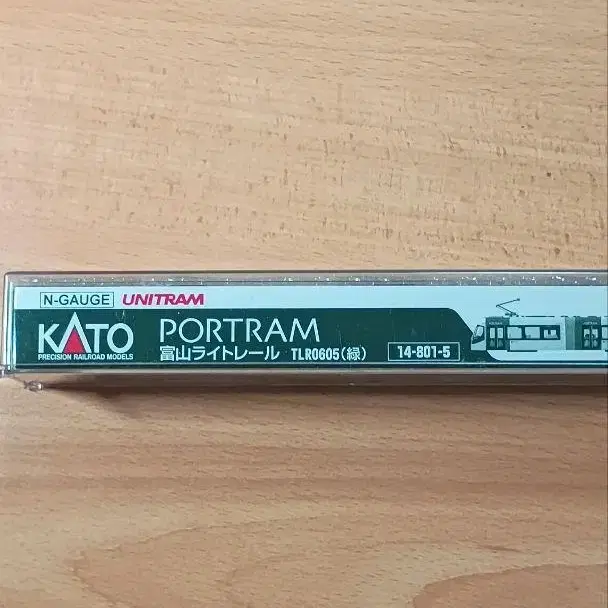 N-GAUGE UNITRAM
KATO PORTRAM
PRECISION RAILROAD MODELS 富山ライトレール TLR0605(緑) 14-801-5